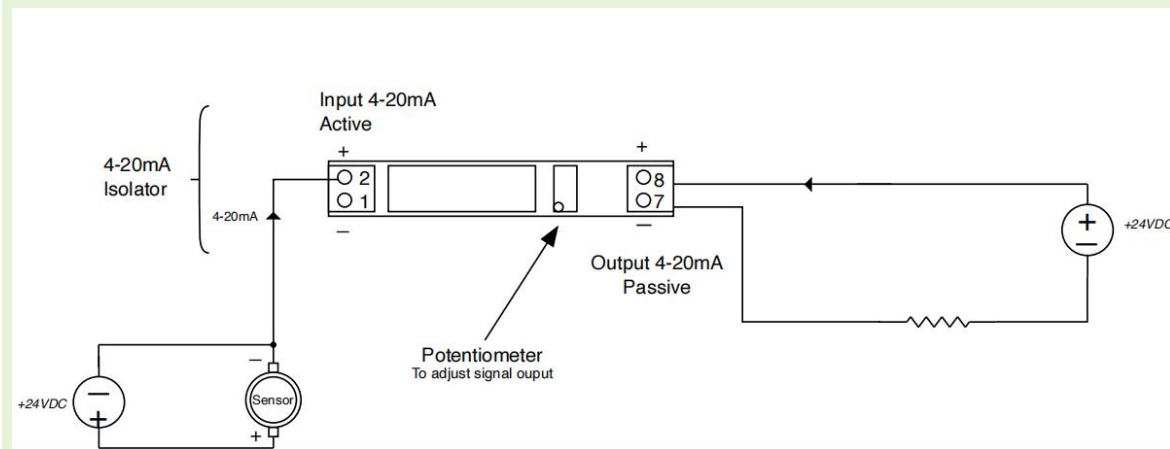 Input 4-20mA
Active
+
+
4-20mA
Isolator
2
1
8
7
4-20mA
–
–
+
–
+24VDC
Output 4-20mA
Passive
Potentiometer
To adjust signal ouput
–
+24VDC
–
+
Sensor
+